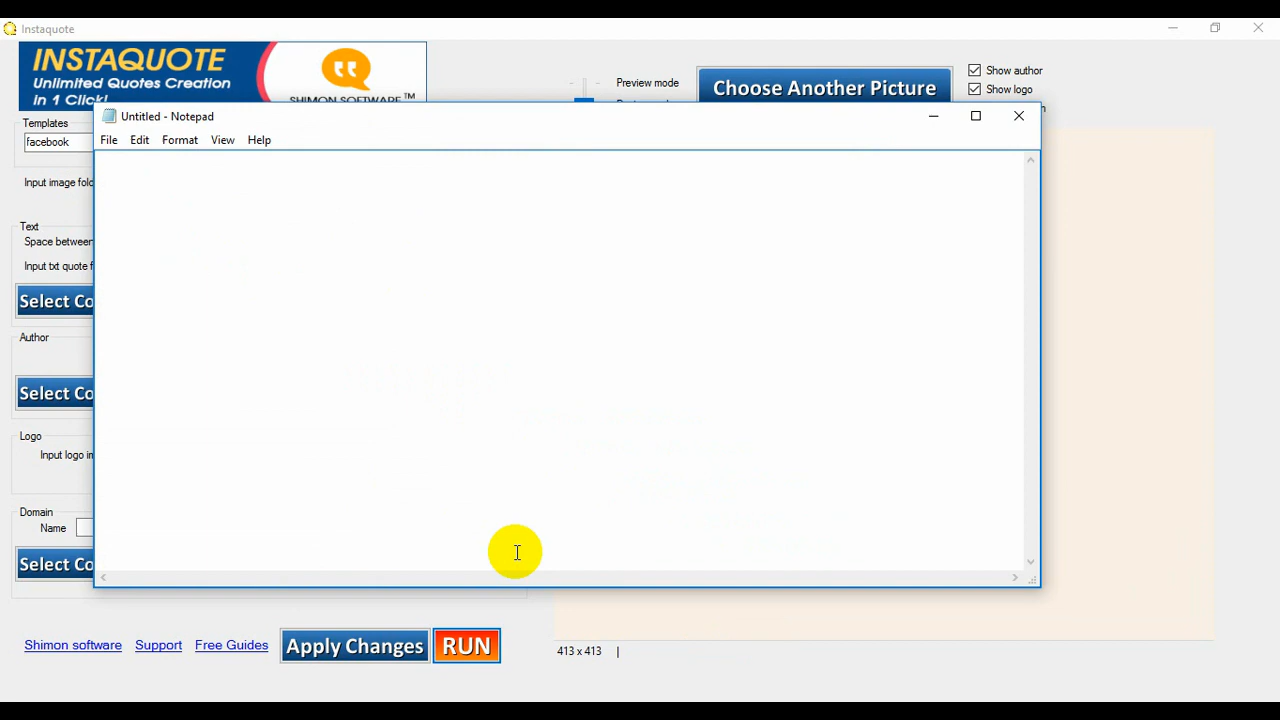 Instaquote
INSTAQUOTE
Unlimited Quotes Creation
In 1 Click!
SHIMON SOFTWARE™
Preview mode
Choose Another Picture
Show author
Show logo
Templates
facebook
Untitled - Notepad
File Edit Format View Help
Input image fol
Text
Space between
Input txt quote f
Select Co
Author
Select Co
Logo
Input logo i
Domain
Name
Select Co
Shimon software Support Free Guides Apply Changes RUN
413 x 413 |